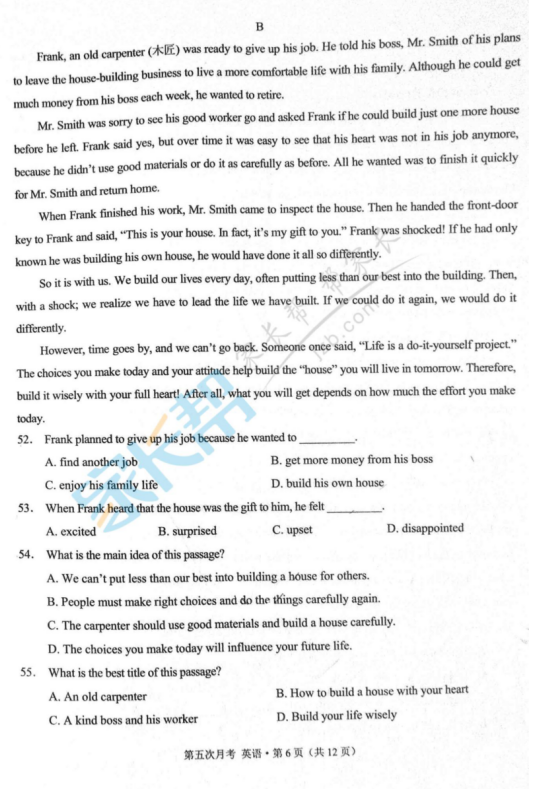 B
Frank, an old carpenter (木匠) was ready to give up his job. He told his boss, Mr. Smith of his plans
to leave the house-building business to live a more comfortable life with his family. Although he could get
much money from his boss each week, he wanted to retire.
Mr. Smith was sorry to see his good worker go and asked Frank if he could build just one more house
before he left. Frank said yes, but over time it was easy to see that his heart was not in his job anymore,
because he didn't use good materials or do it as carefully as before. All he wanted was to finish it quickly
for Mr. Smith and return home.
When Frank finished his work, Mr. Smith came to inspect the house. Then he handed the front-door
key to Frank and said, "This is your house. In fact, it's my gift to you." Frank was shocked! If he had only
known he was building his own house, he would have done it all so differently.
So it is with us. We build our lives every day, often putting less than our best into the building. Then,
with a shock; we realize we have to lead the life we have built. If we could do it again, we would do it
differently.
However, time goes by, and we can't go back. Someone once said, "Life is a do-it-yourself project."
The choices you make today and your attitude help build the "house" you will live in tomorrow. Therefore,
build it wisely with your full heart! After all, what you will get depends on how much the effort you make
today.
52. Frank planned to give up his job because he wanted to ________.
A. find another job
B. get more money from his boss
C. enjoy his family life
D. build his own house
53. When Frank heard that the house was the gift to him, he felt ________.
A. excited B. surprised C. upset D. disappointed
54. What is the main idea of this passage?
A. We can't put less than our best into building a house for others.
B. People must make right choices and do the things carefully again.
C. The carpenter should use good materials and build a house carefully.
D. The choices you make today will influence your future life.
55. What is the best title of this passage?
A. An old carpenter
B. How to build a house with your heart
C. A kind boss and his worker
D. Build your life wisely
第五次月考 英语·第 6 页（共 12 页）
家长帮
家长帮
jzb.com